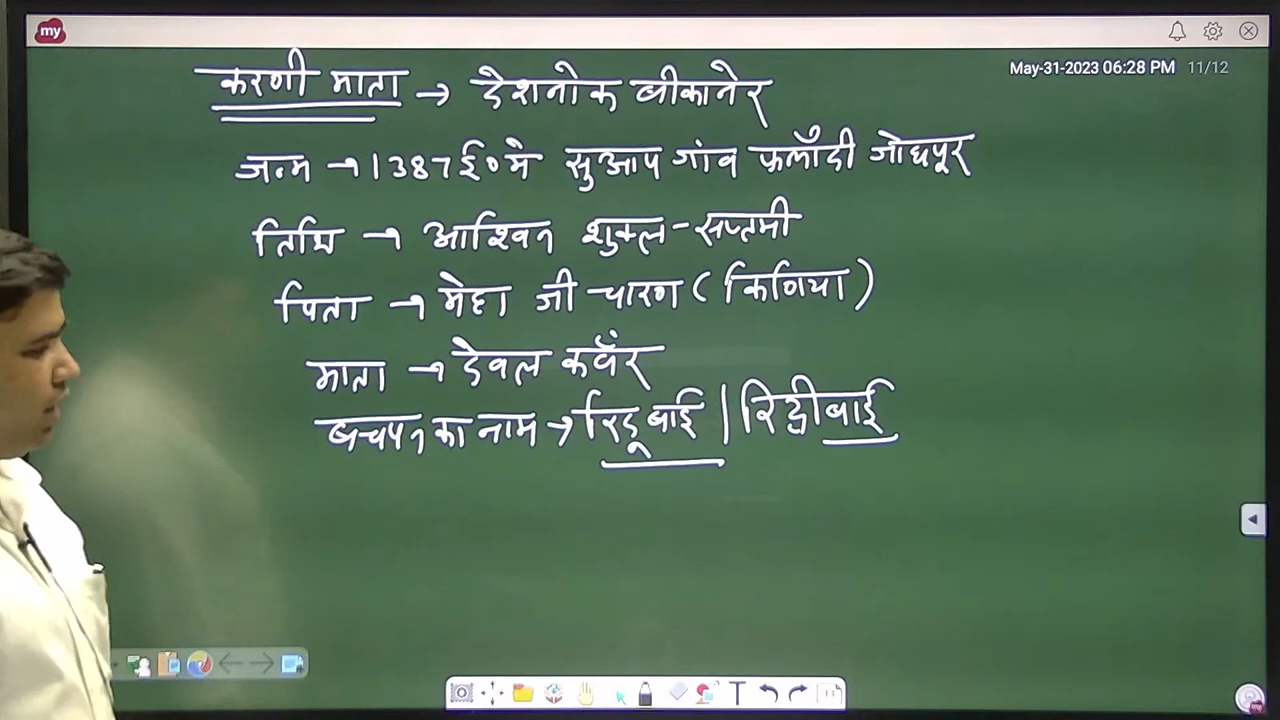 my
May-31-2023 06:28 PM 11/12
करणी माता → देशनोक बीकानेर
जन्म → 1387 ई० मे सुआप गांव फलौंदी जोधपूर
तिथि → आश्विन शुक्ल-सप्तमी
पिता → मेहा जी चारण (किनिया)
माता → देवल कवॅंर
बचपन का नाम → रिदू बाई | रिद्वी बाई